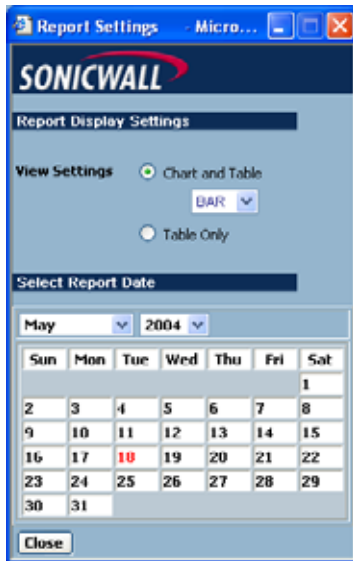 Report Settings - Micro...
SONICWALL
Report Display Settings
View Settings Chart and Table
BAR
Table Only
Select Report Date
May 2004
Sun Mon Tue Wed Thu Fri Sat
1
2 3 4 5 6 7 8
9 10 11 12 13 14 15
16 17 18 19 20 21 22
23 24 25 26 27 28 29
30 31
Close